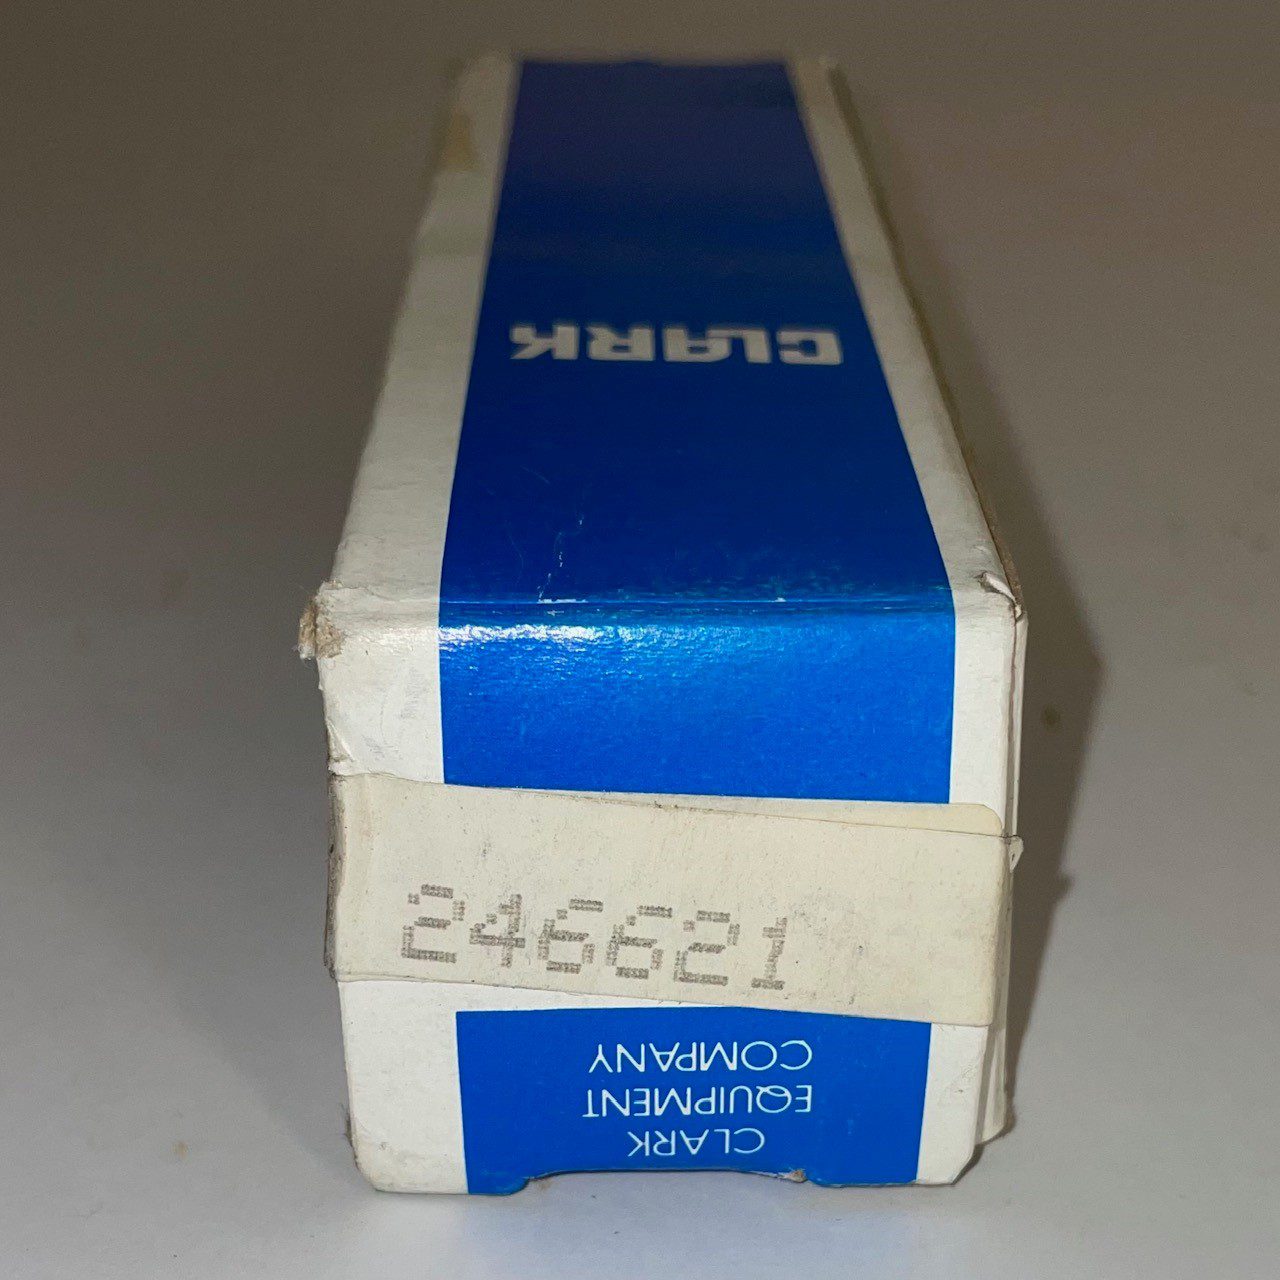 CLARK
246621
CLARK
EQUIPMENT
COMPANY